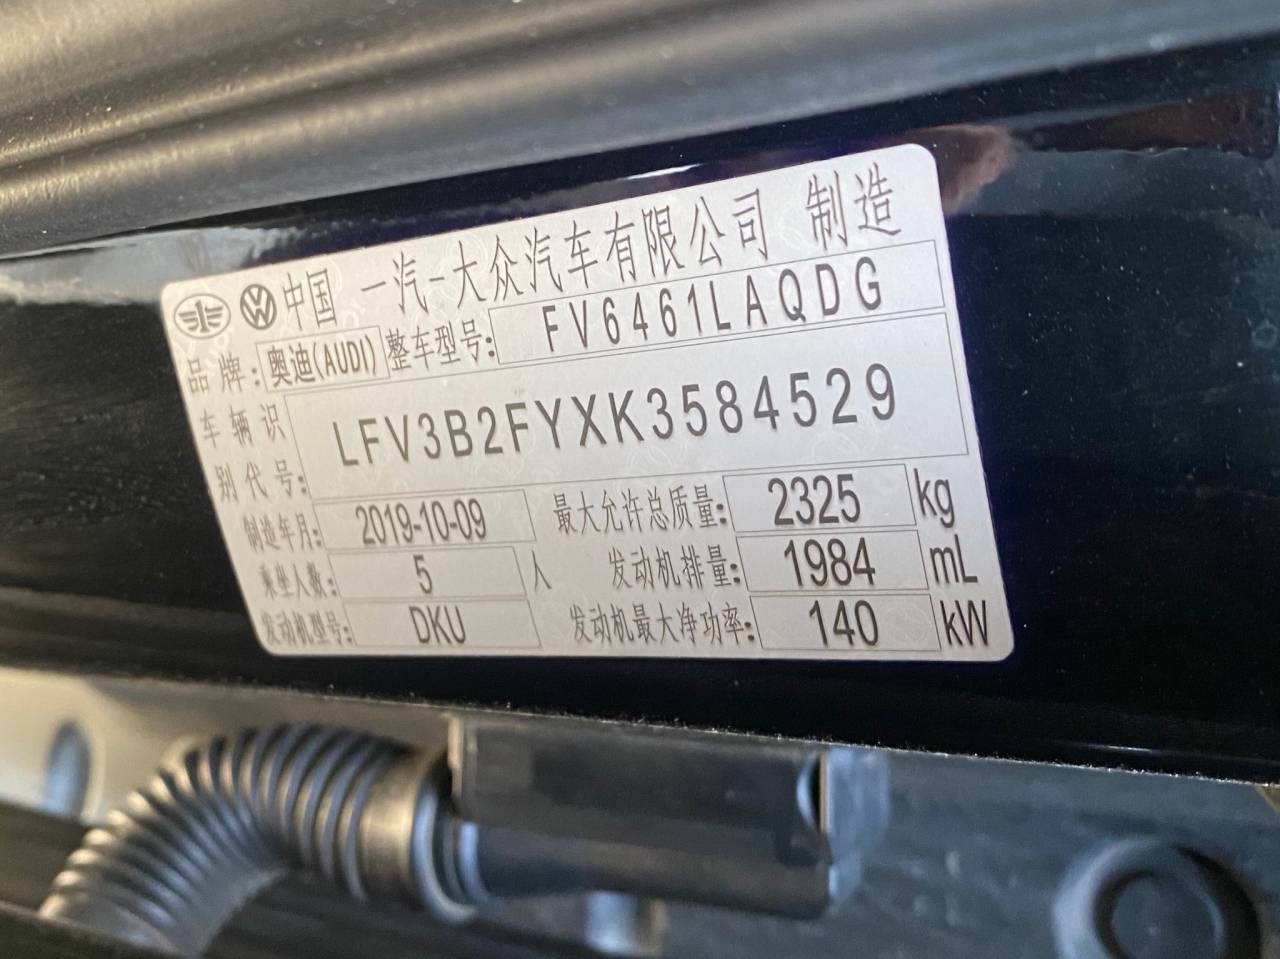 中国 一汽-大众汽车有限公司 制造
品牌: 奥迪(AUDI) 整车型号: FV6461LAQDG
车辆识别代号: LFV3B2FYXK3584529
制造年月: 2019-10-09 最大允许总质量: 2325 kg
乘坐人数: 5 人 发动机排量: 1984 mL
发动机型号: DKU 发动机最大净功率: 140 kW